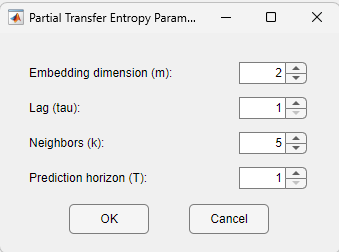 Partial Transfer Entropy Param...
Embedding dimension (m): 2
Lag (tau): 1
Neighbors (k): 5
Prediction horizon (T): 1
OK Cancel